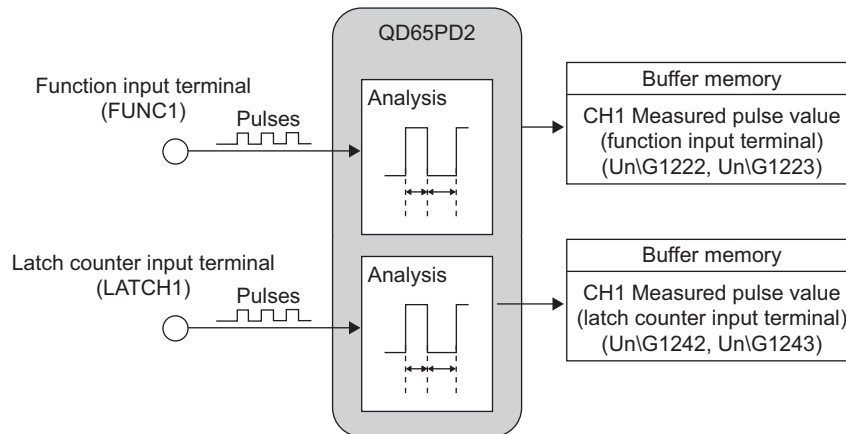 QD65PD2
Function input terminal
(FUNC1)
Pulses
Analysis
Buffer memory
CH1 Measured pulse value
(function input terminal)
(Un\G1222, Un\G1223)
Latch counter input terminal
(LATCH1)
Pulses
Analysis
Buffer memory
CH1 Measured pulse value
(latch counter input terminal)
(Un\G1242, Un\G1243)